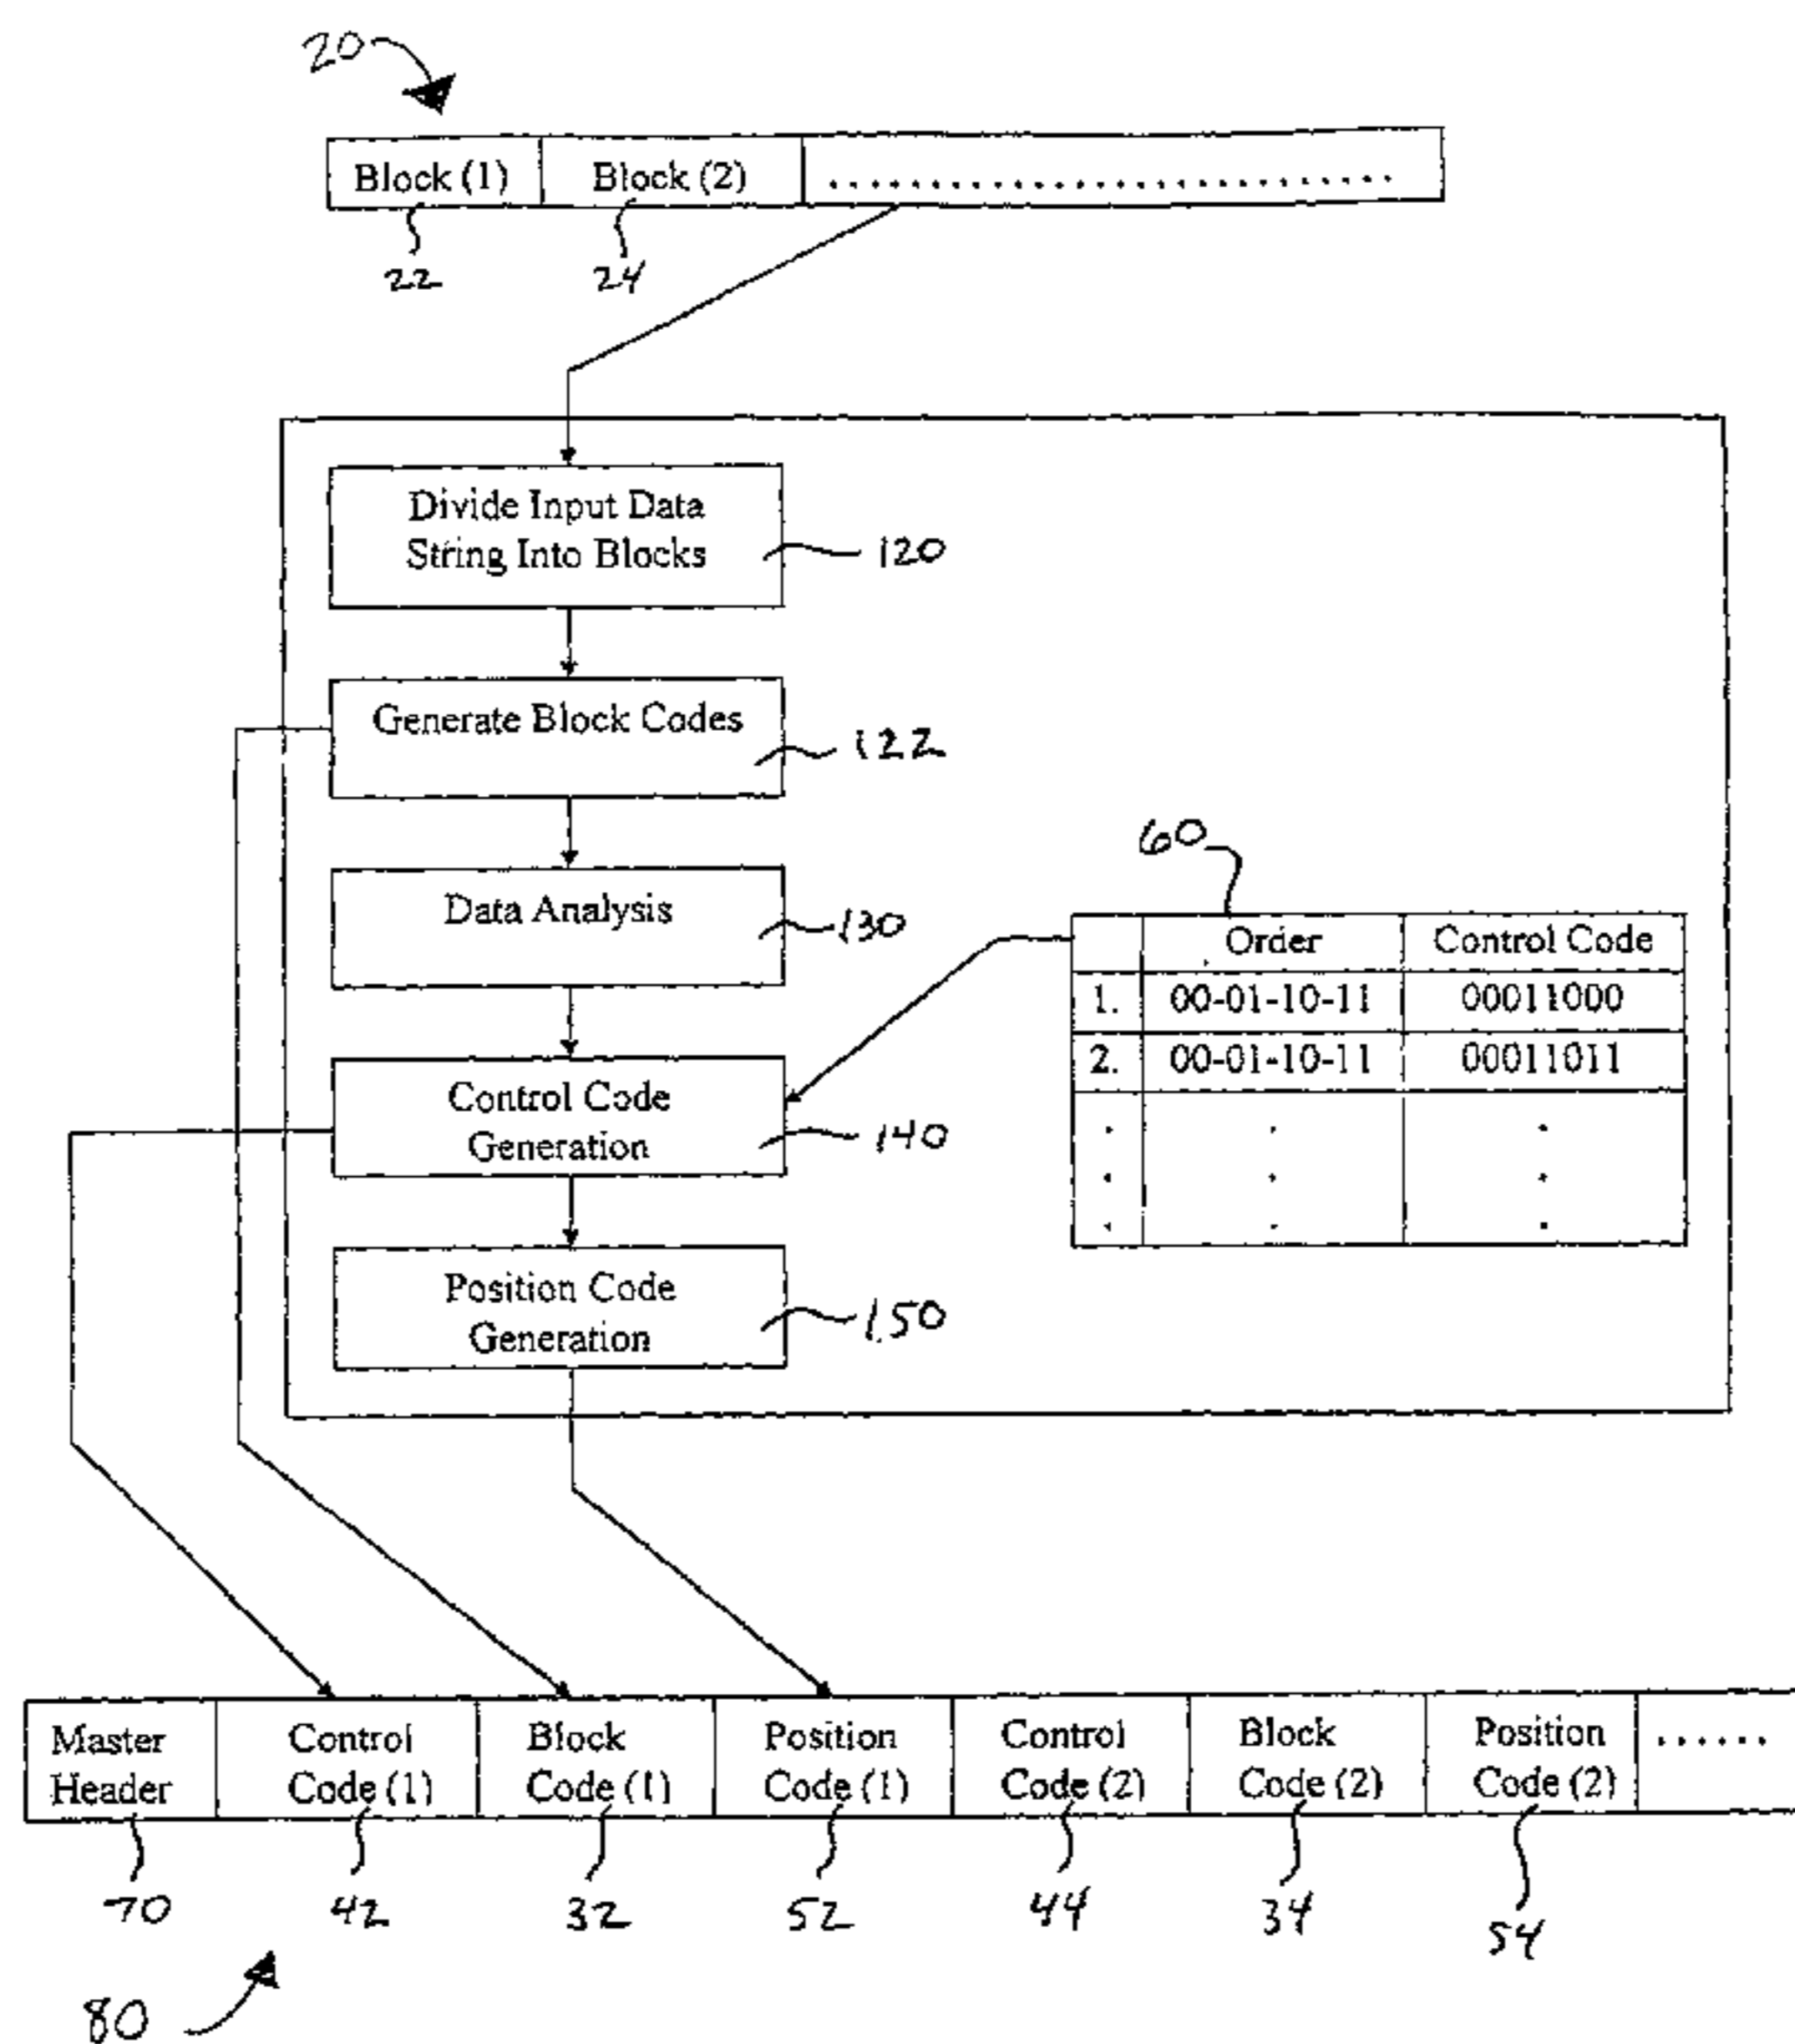 20
Block (1) Block (2) ..............................
22 24
Divide Input Data
String Into Blocks
120
Generate Block Codes
122
Data Analysis
130
Control Code
Generation
140
Position Code
Generation
150
60
Order Control Code
1. 00-01-10-11 00011000
2. 00-01-10-11 00011011
. . .
. . .
. . .
Master Control Block Position Control Block Position ......
Header Code (1) Code (1) Code (1) Code (2) Code (2) Code (2)
70 42 32 52 44 34 54
80